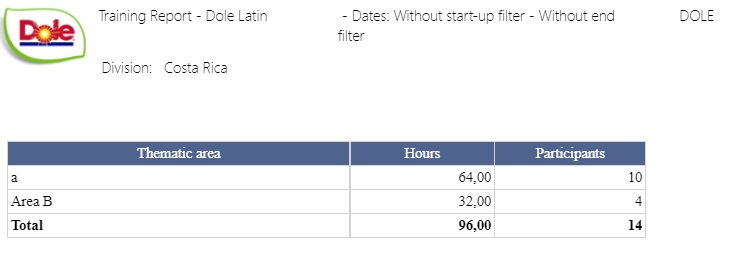 Dole
Training Report - Dole Latin
- Dates: Without start-up filter - Without end
filter
DOLE
Division: Costa Rica
Thematic area Hours Participants
a 64,00 10
Area B 32,00 4
Total 96,00 14